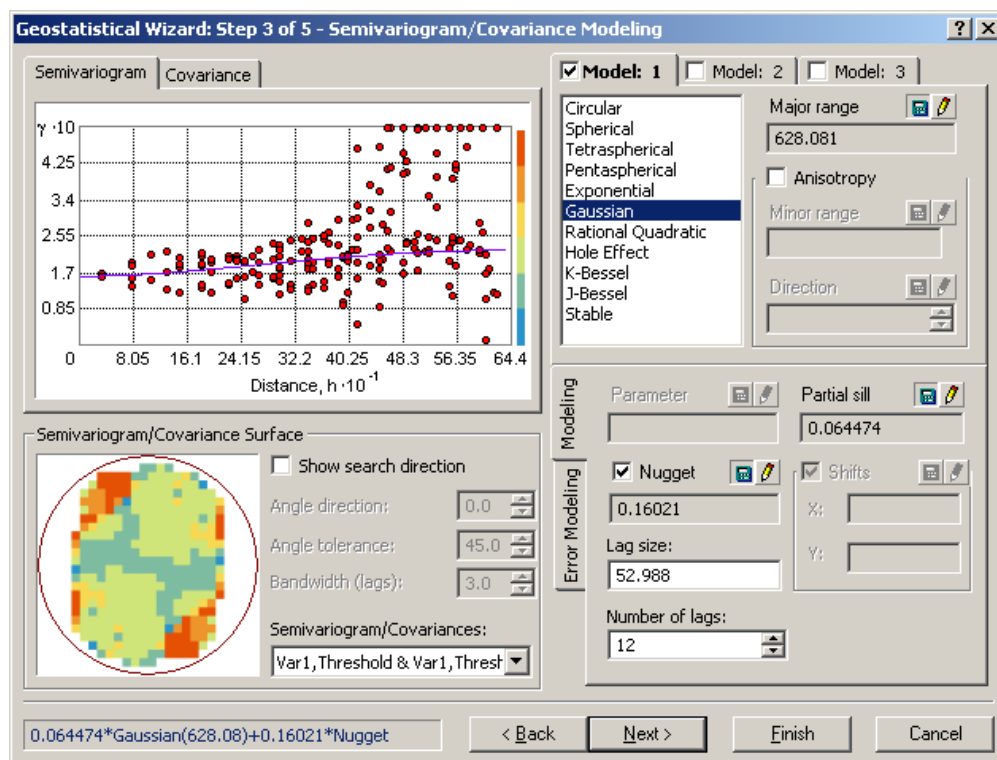 Geostatistical Wizard: Step 3 of 5 - Semivariogram/Covariance Modeling
Semivariogram Covariance
γ ·10
4.25
3.4
2.55
1.7
0.85
0 8.05 16.1 24.15 32.2 40.25 48.3 56.35 64.4
Distance, h ·10⁻¹
Model: 1 Model: 2 Model: 3
Circular
Spherical
Tetraspherical
Pentaspherical
Exponential
Gaussian
Rational Quadratic
Hole Effect
K-Bessel
J-Bessel
Stable
Major range
628.081
Anisotropy
Minor range
Direction
Semivariogram/Covariance Surface
Show search direction
Angle direction: 0.0
Angle tolerance: 45.0
Bandwidth (lags): 3.0
Semivariogram/Covariances:
Var1,Threshold & Var1,Thresh
Modeling
Error Modeling
Parameter
Partial sill
0.064474
Nugget
0.16021
Shifts
X:
Y:
Lag size:
52.988
Number of lags:
12
0.064474*Gaussian(628.08)+0.16021*Nugget
< Back Next > Finish Cancel